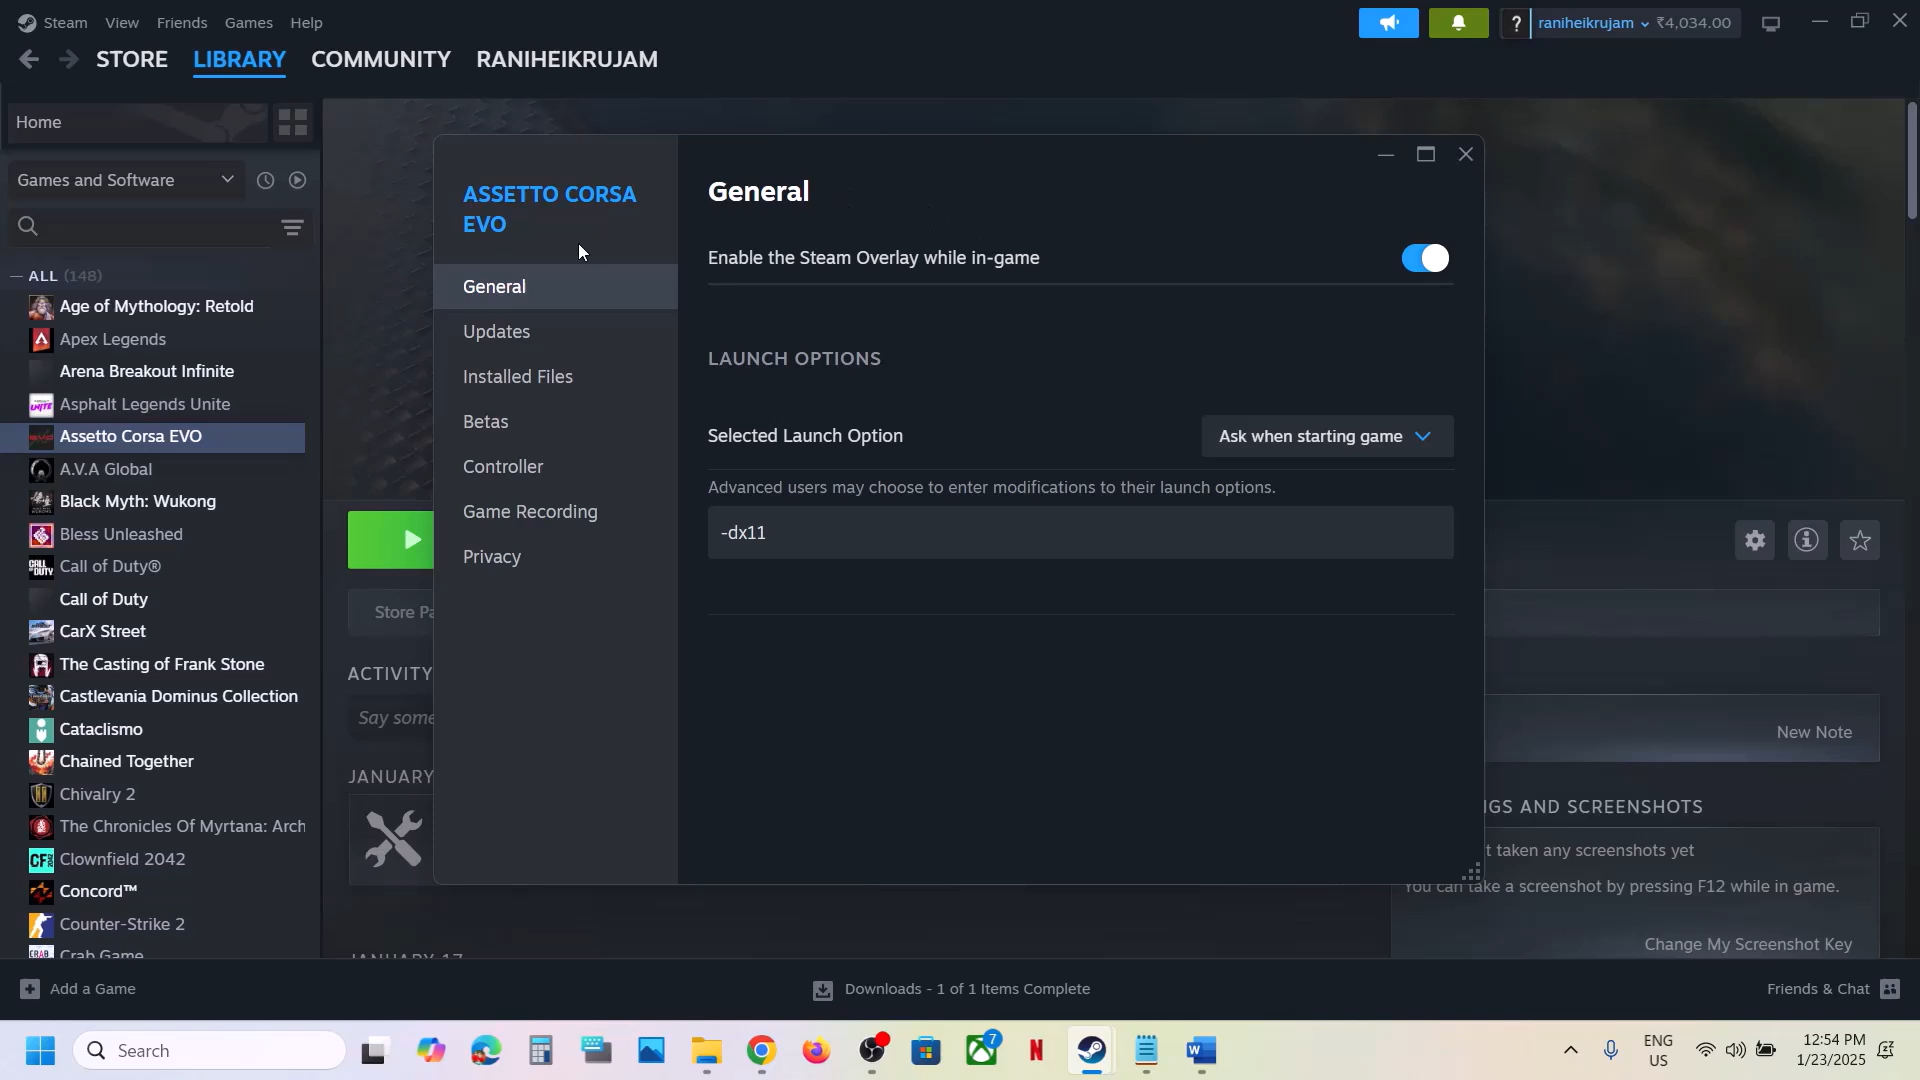 Steam View Friends Games Help
raniheikrujam ₹4,034.00
STORE LIBRARY COMMUNITY RANIHEIKRUJAM
Home
Games and Software
ALL (148)
Age of Mythology: Retold
Apex Legends
Arena Breakout Infinite
Asphalt Legends Unite
Assetto Corsa EVO
A.V.A Global
Black Myth: Wukong
Bless Unleashed
Call of Duty®
Call of Duty
CarX Street
The Casting of Frank Stone
Castlevania Dominus Collection
Cataclismo
Chained Together
Chivalry 2
The Chronicles Of Myrtana: Arch
Clownfield 2042
Concord™
Counter-Strike 2
Crab Game
ASSETTO CORSA
EVO
General
Updates
Installed Files
Betas
Controller
Game Recording
Privacy
General
Enable the Steam Overlay while in-game
LAUNCH OPTIONS
Selected Launch Option
Ask when starting game
Advanced users may choose to enter modifications to their launch options.
-dx11
Store Pa
ACTIVITY
Say some
JANUARY
JANUARY 17
New Note
GS AND SCREENSHOTS
't taken any screenshots yet
You can take a screenshot by pressing F12 while in game.
Change My Screenshot Key
Add a Game
Downloads - 1 of 1 Items Complete
Friends & Chat
Search
7
ENG
US
12:54 PM
1/23/2025